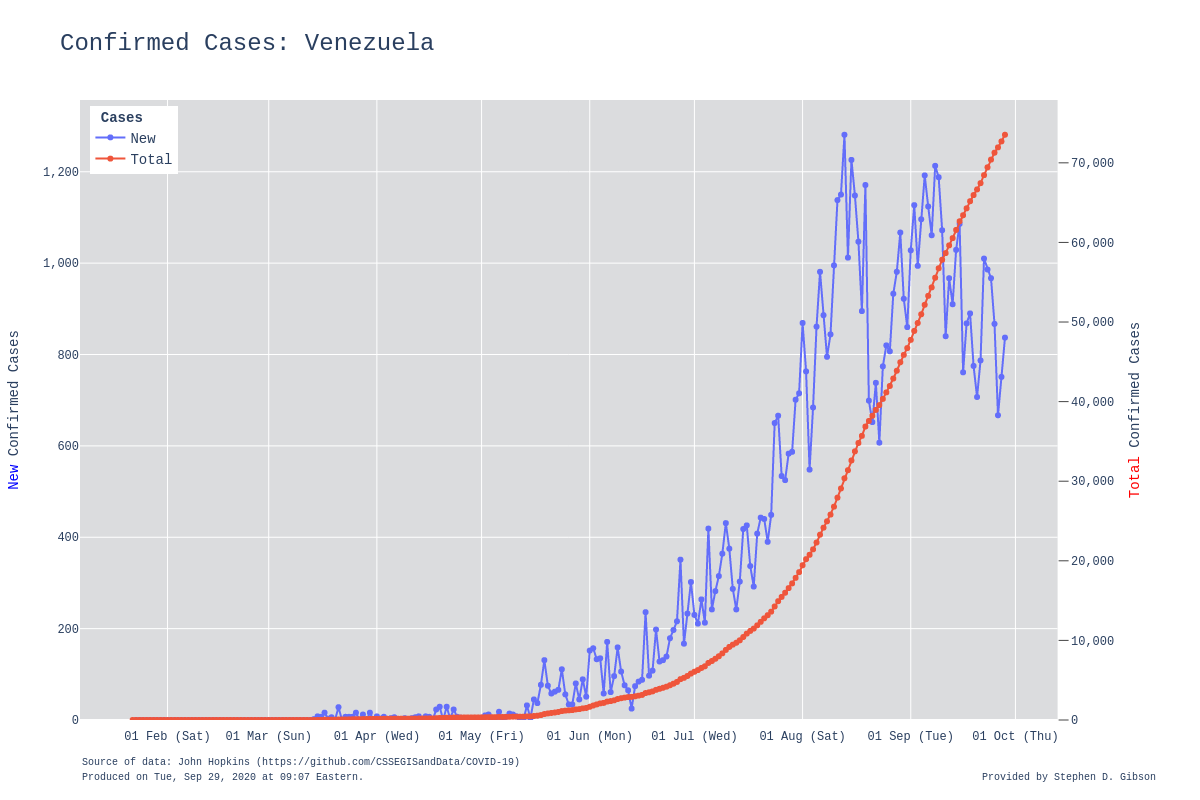 Confirmed Cases: Venezuela
Cases
New
Total
1,200
1,000
800
600
400
200
0
New Confirmed Cases
70,000
60,000
50,000
40,000
30,000
20,000
10,000
0
Total Confirmed Cases
01 Feb (Sat) 01 Mar (Sun) 01 Apr (Wed) 01 May (Fri) 01 Jun (Mon) 01 Jul (Wed) 01 Aug (Sat) 01 Sep (Tue) 01 Oct (Thu)
Source of data: John Hopkins (https://github.com/CSSEGISandData/COVID-19)
Produced on Tue, Sep 29, 2020 at 09:07 Eastern.
Provided by Stephen D. Gibson